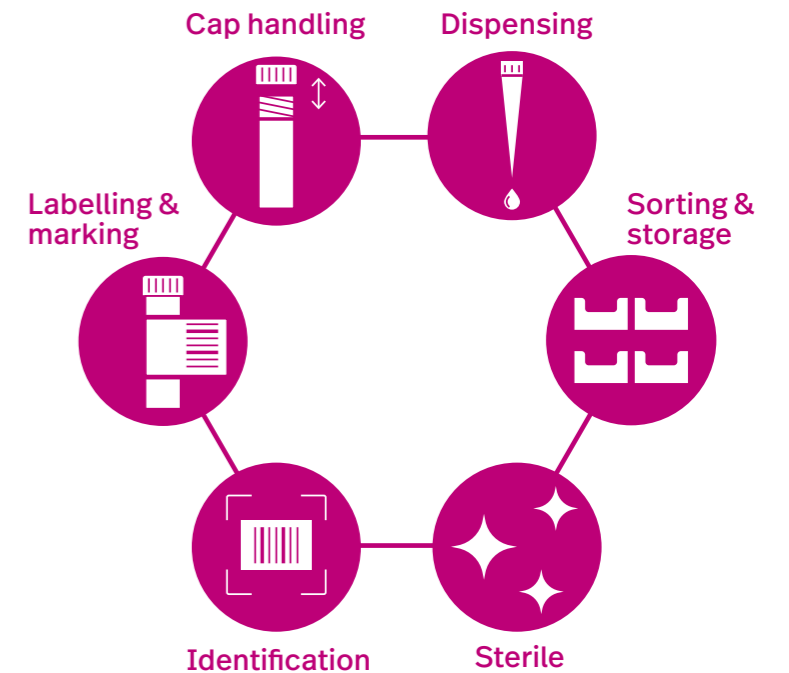 Cap handling
Dispensing
Labelling &
marking
Sorting &
storage
Identification
Sterile